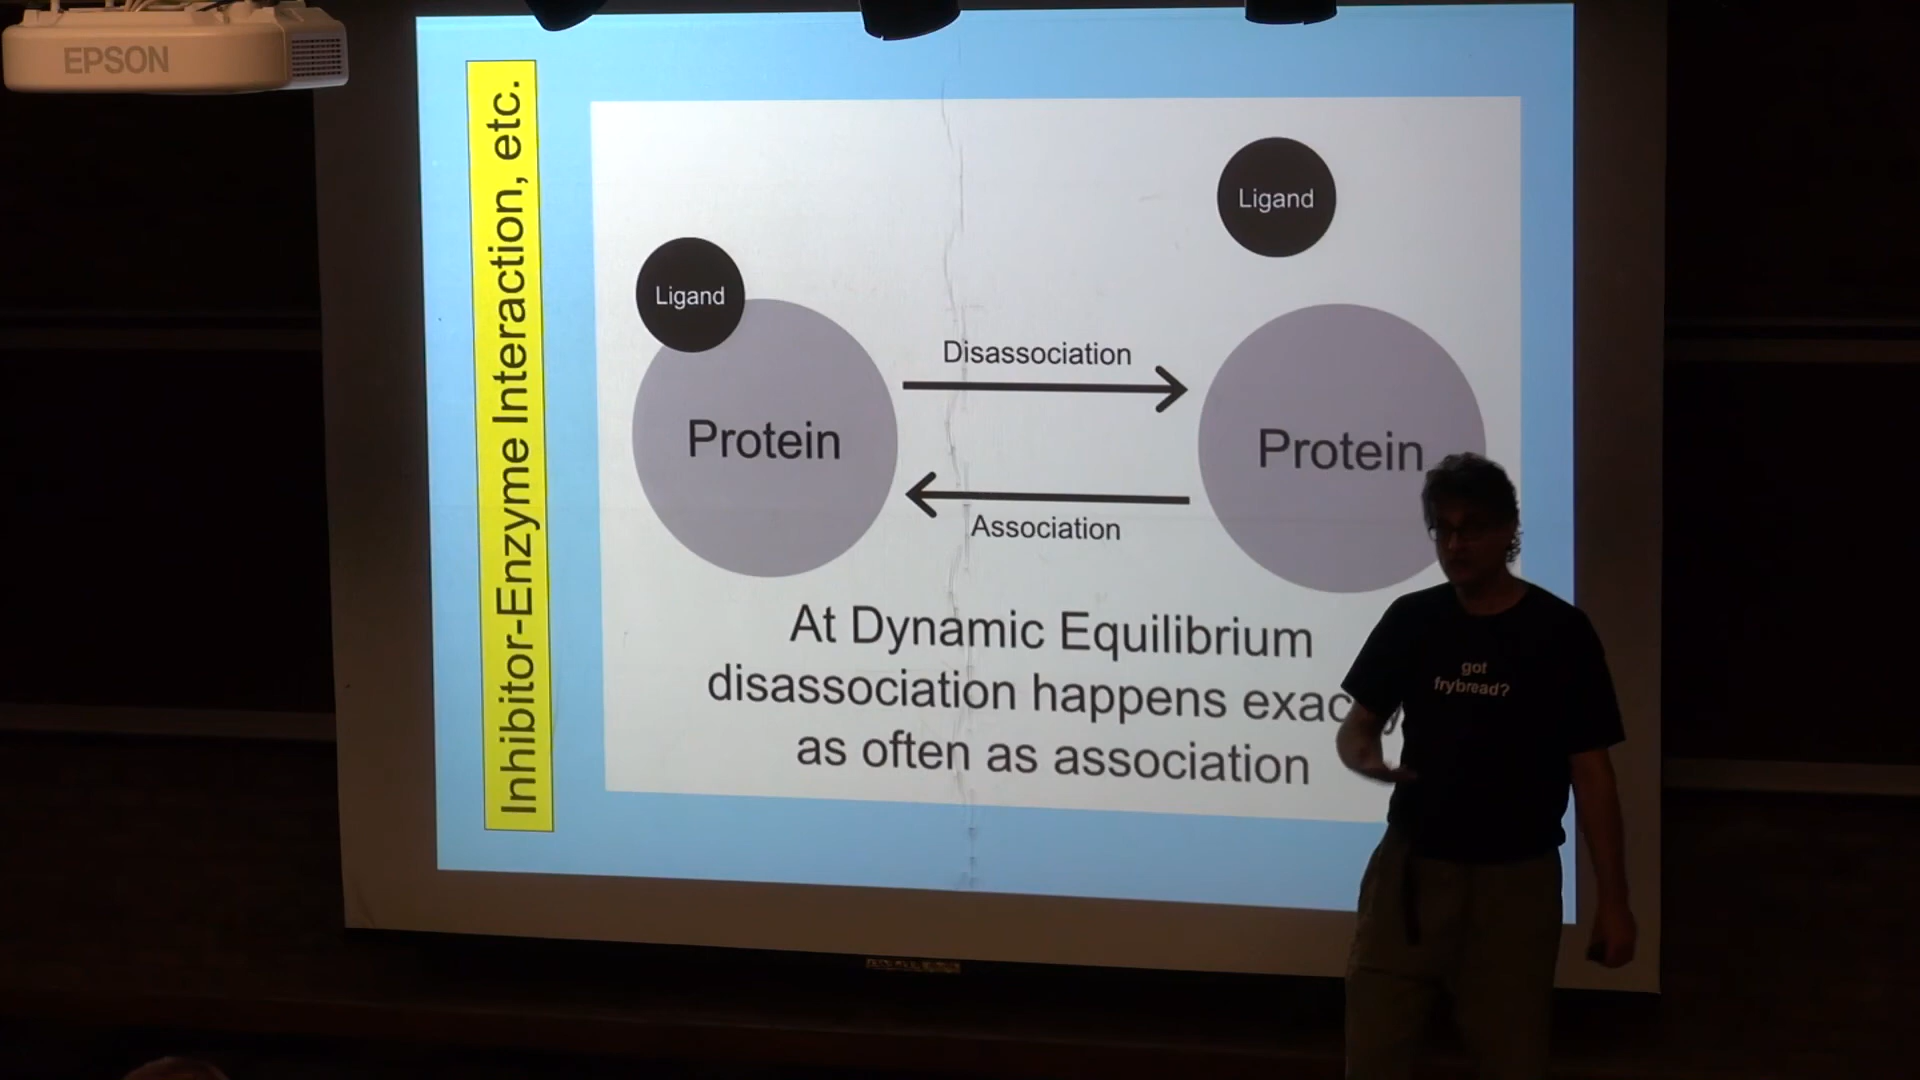 EPSON
Inhibitor-Enzyme Interaction, etc.
Ligand
Ligand
Disassociation
Protein
Protein
Association
At Dynamic Equilibrium
disassociation happens
as often as association
got
frybread?